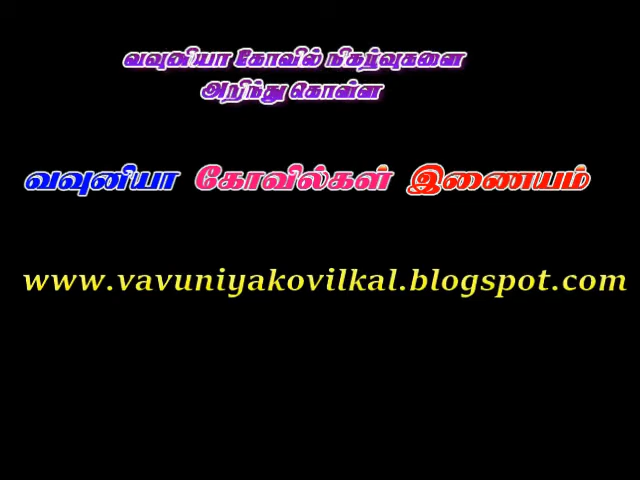 வவுனியா கோவில் நிகழ்வுகளை
அறிந்து கொள்ள
வவுனியா கோவில்கள் இணையம்
www.vavuniyakovilkal.blogspot.com